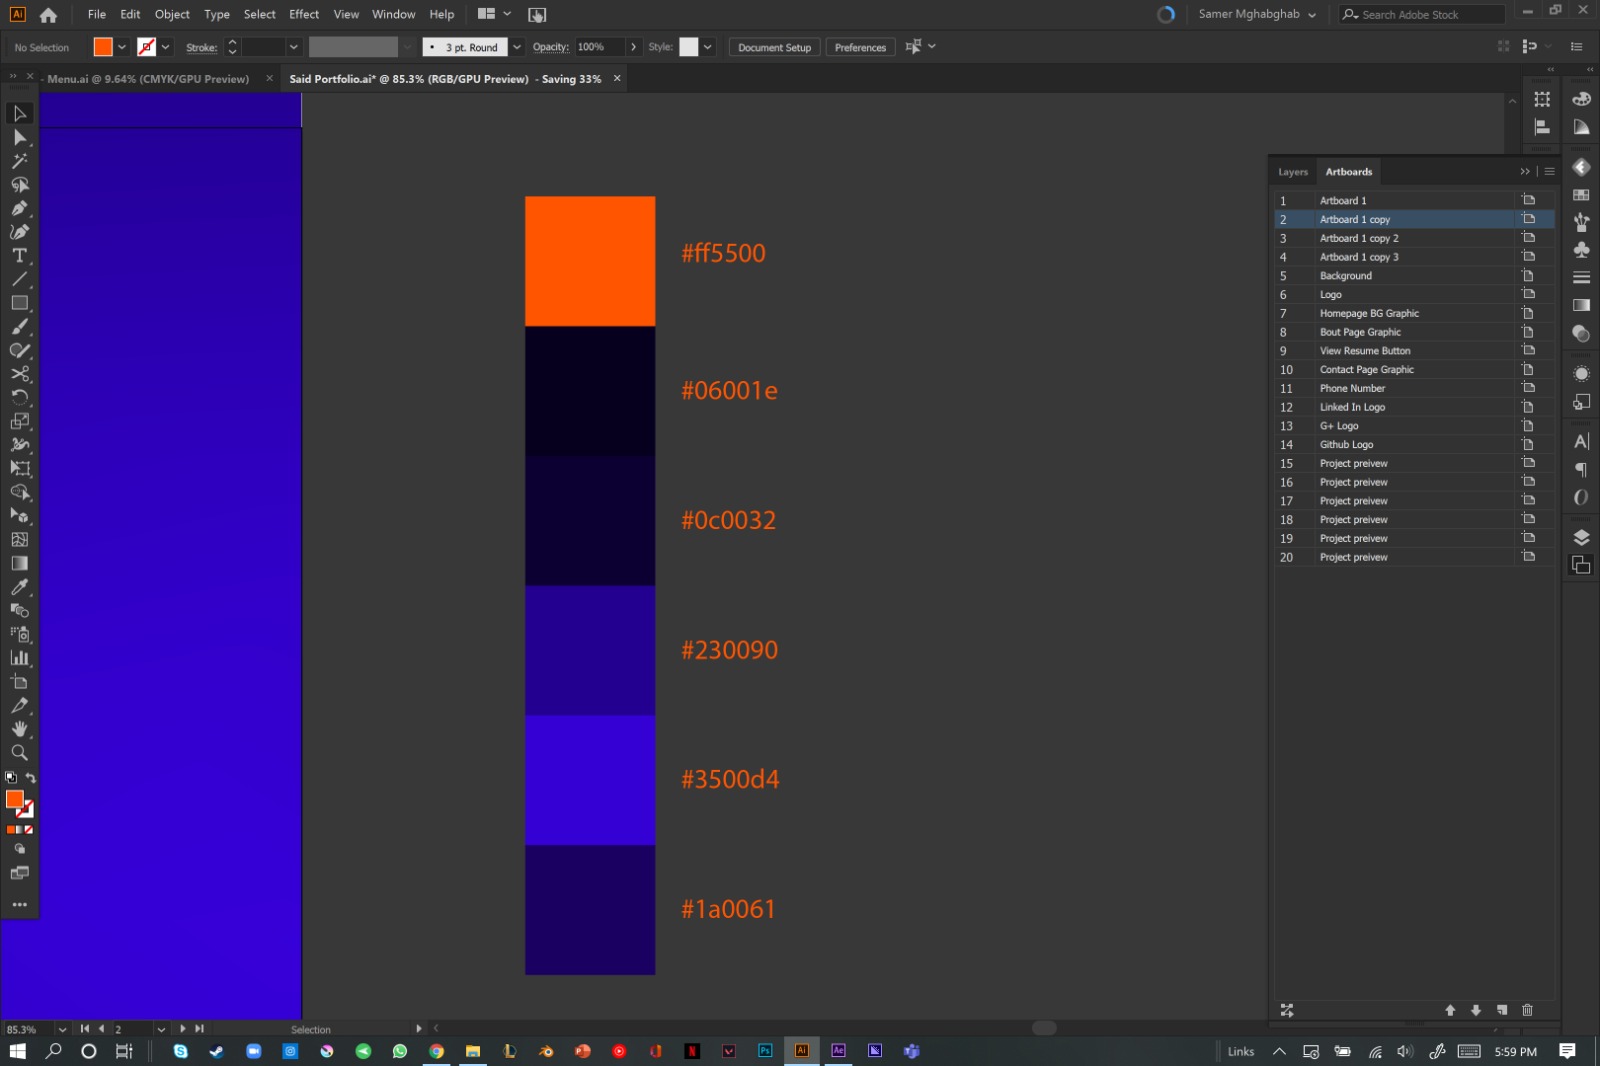 Ai File Edit Object Type Select Effect View Window Help Samer Mghabghab Search Adobe Stock
No Selection Stroke: 3 pt. Round Opacity: 100% Style: Document Setup Preferences
- Menu.ai @ 9.64% (CMYK/GPU Preview) Said Portfolio.ai* @ 85.3% (RGB/GPU Preview) - Saving 33%
Layers Artboards
1 Artboard 1
2 Artboard 1 copy
3 Artboard 1 copy 2
4 Artboard 1 copy 3
5 Background
6 Logo
7 Homepage BG Graphic
8 Bout Page Graphic
9 View Resume Button
10 Contact Page Graphic
11 Phone Number
12 Linked In Logo
13 G+ Logo
14 Github Logo
15 Project preivew
16 Project preivew
17 Project preivew
18 Project preivew
19 Project preivew
20 Project preivew
#ff5500
#06001e
#0c0032
#230090
#3500d4
#1a0061
85.3% 2 Selection
Ps Ai Ae Links 5:59 PM